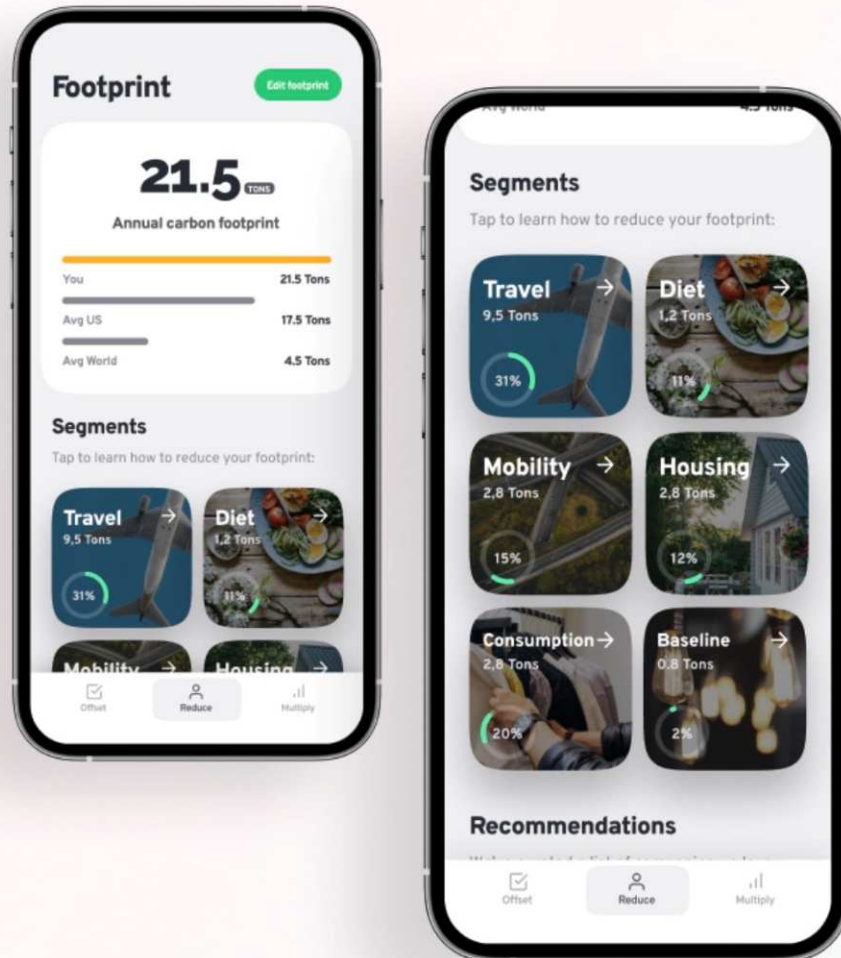 Footprint
Edit footprint
21.5 TONS
Annual carbon footprint
You 21.5 Tons
Avg US 17.5 Tons
Avg World 4.5 Tons
Segments
Tap to learn how to reduce your footprint:
Travel
9,5 Tons
31%
Diet
1,2 Tons
11%
Mobility
Housing
Offset
Reduce
Multiply
Avg World 4.5 Tons
Segments
Tap to learn how to reduce your footprint:
Travel
9,5 Tons
31%
Diet
1,2 Tons
11%
Mobility
2,8 Tons
15%
Housing
2,8 Tons
12%
Consumption
2,8 Tons
20%
Baseline
0.8 Tons
2%
Recommendations
Offset
Reduce
Multiply